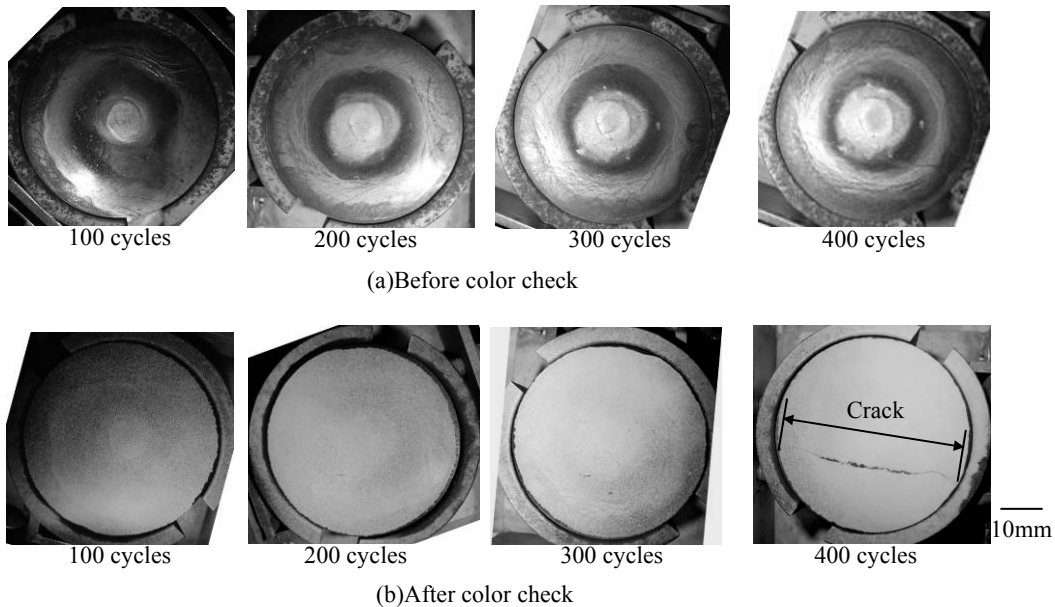 100 cycles
200 cycles
300 cycles
400 cycles
(a)Before color check
Crack
10mm
100 cycles
200 cycles
300 cycles
400 cycles
(b)After color check